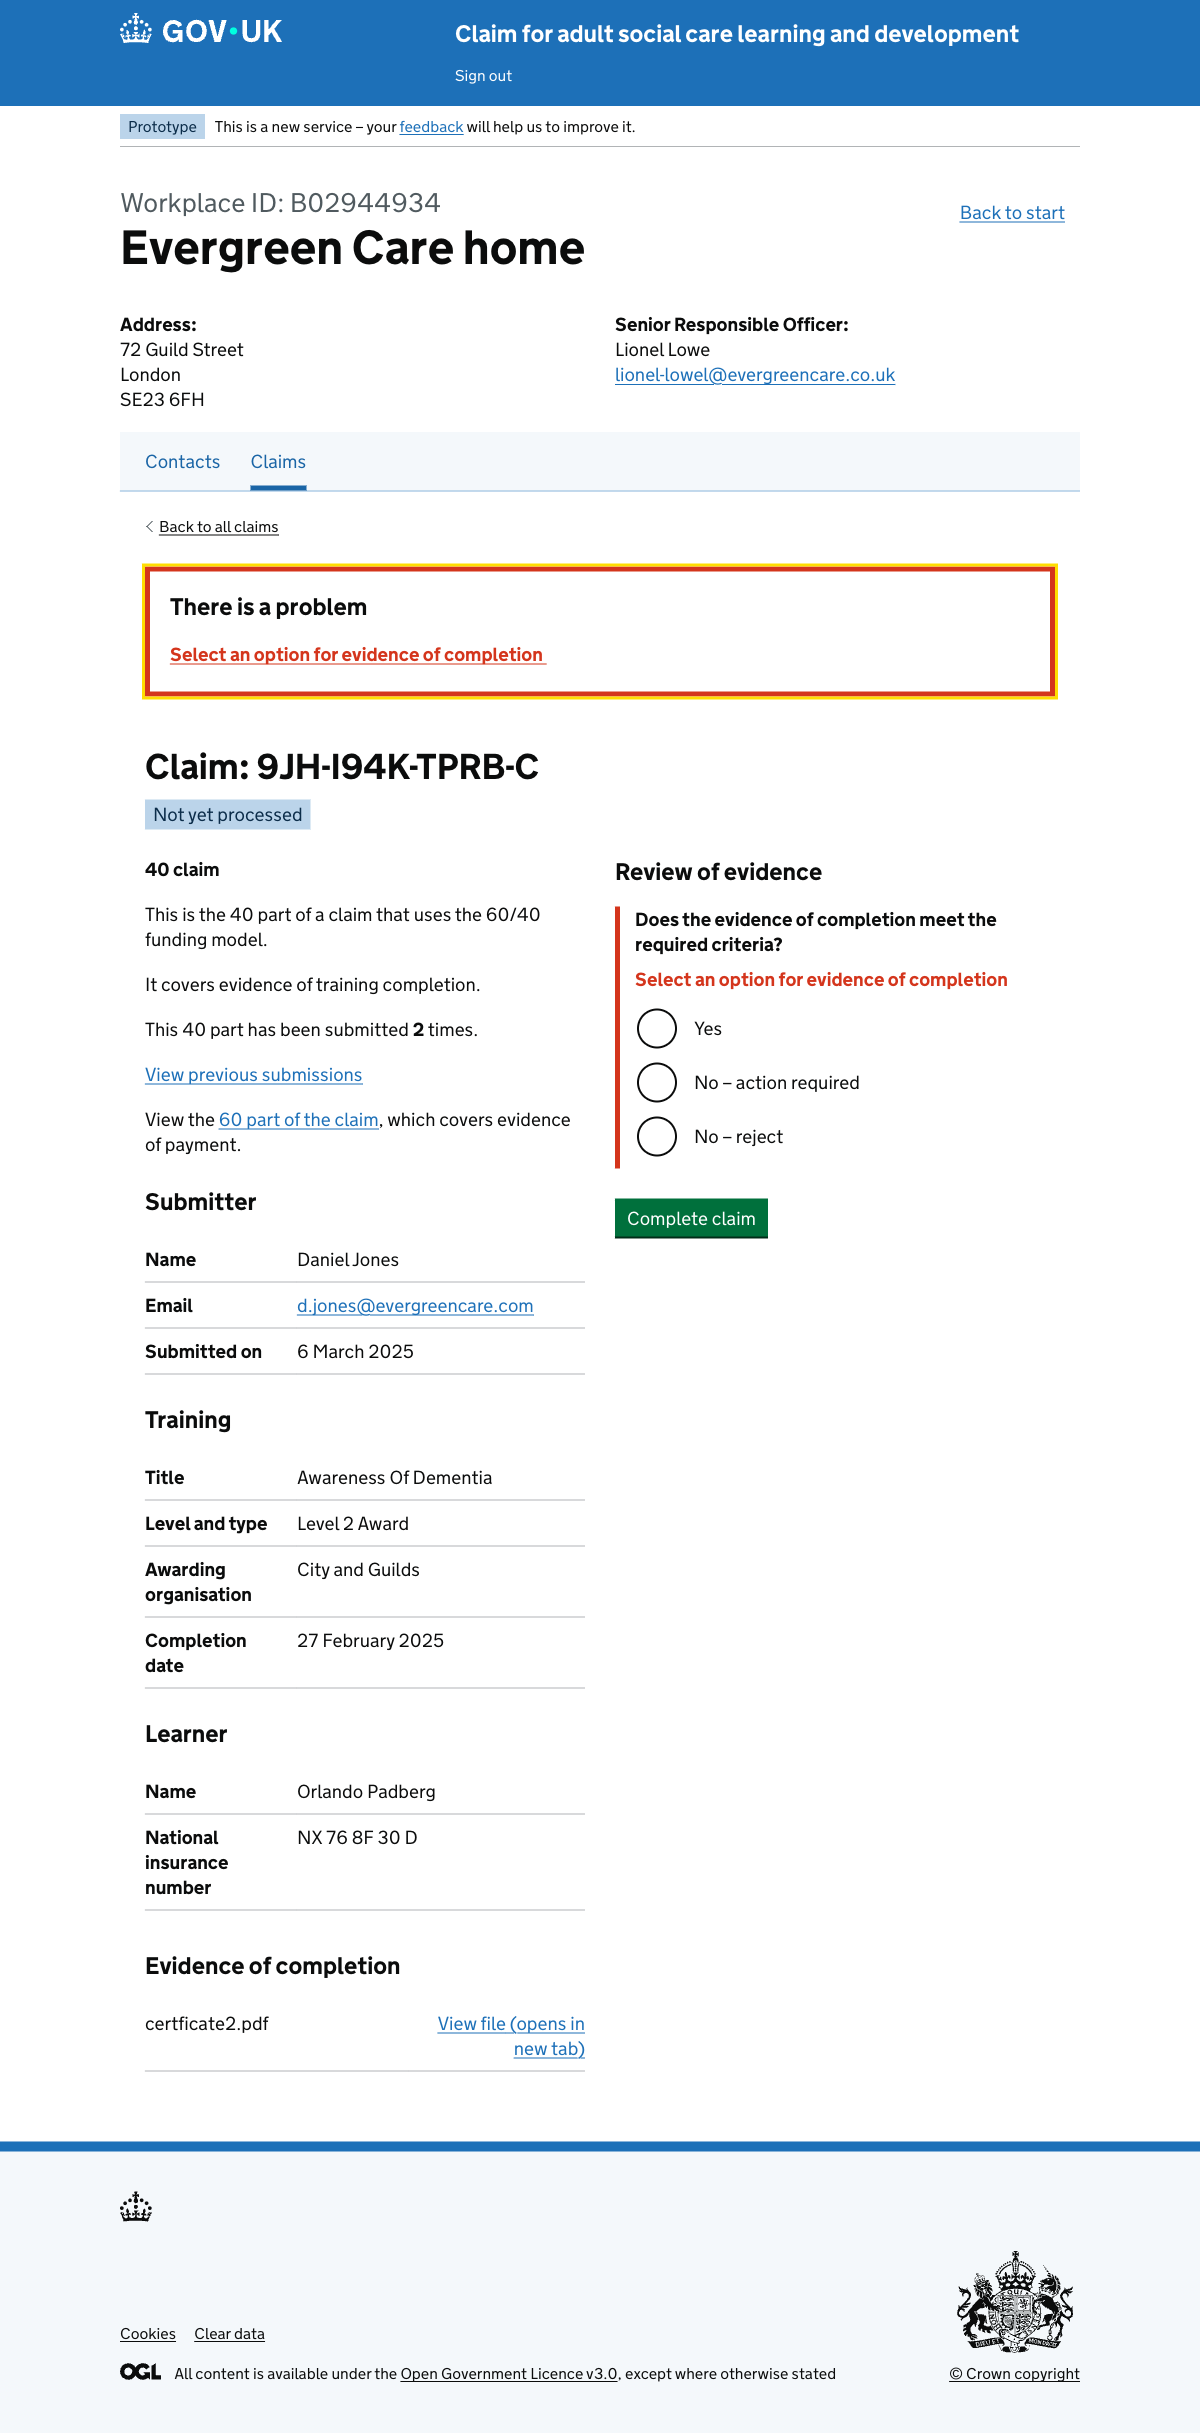 GOV·UK
Claim for adult social care learning and development
Sign out
Prototype
This is a new service – your feedback will help us to improve it.
Workplace ID: B02944934
Back to start
Evergreen Care home
Address:
72 Guild Street
London
SE23 6FH
Senior Responsible Officer:
Lionel Lowe
lionel-lowel@evergreencare.co.uk
Contacts
Claims
Back to all claims
There is a problem
Select an option for evidence of completion
Claim: 9JH-I94K-TPRB-C
Not yet processed
40 claim
This is the 40 part of a claim that uses the 60/40
funding model.
It covers evidence of training completion.
This 40 part has been submitted 2 times.
View previous submissions
View the 60 part of the claim, which covers evidence
of payment.
Review of evidence
Does the evidence of completion meet the
required criteria?
Select an option for evidence of completion
Yes
No – action required
No – reject
Complete claim
Submitter
Name Daniel Jones
Email d.jones@evergreencare.com
Submitted on 6 March 2025
Training
Title Awareness Of Dementia
Level and type Level 2 Award
Awarding
organisation
City and Guilds
Completion
date
27 February 2025
Learner
Name Orlando Padberg
National
insurance
number
NX 76 8F 30 D
Evidence of completion
certficate2.pdf
View file (opens in
new tab)
Cookies
Clear data
OGL
All content is available under the Open Government Licence v3.0, except where otherwise stated
© Crown copyright